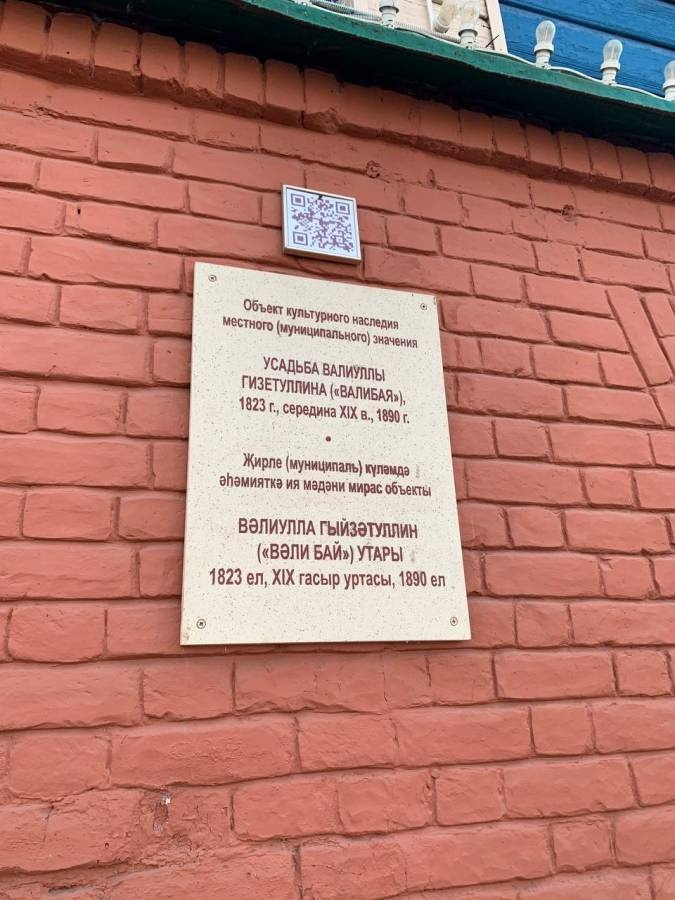 Объект культурного наследия
местного (муниципального) значения
УСАДЬБА ВАЛИУЛЛЫ
ГИЗЕТУЛЛИНА («ВАЛИБАЯ»),
1823 г., середина XIX в., 1890 г.
•
Җирле (муниципаль) күләмдә
әһәмияткә ия мәдәни мирас объекты
ВӘЛИУЛЛА ГЫЙЗӘТУЛЛИН
(«ВӘЛИ БАЙ») УТАРЫ
1823 ел, XIX гасыр уртасы, 1890 ел